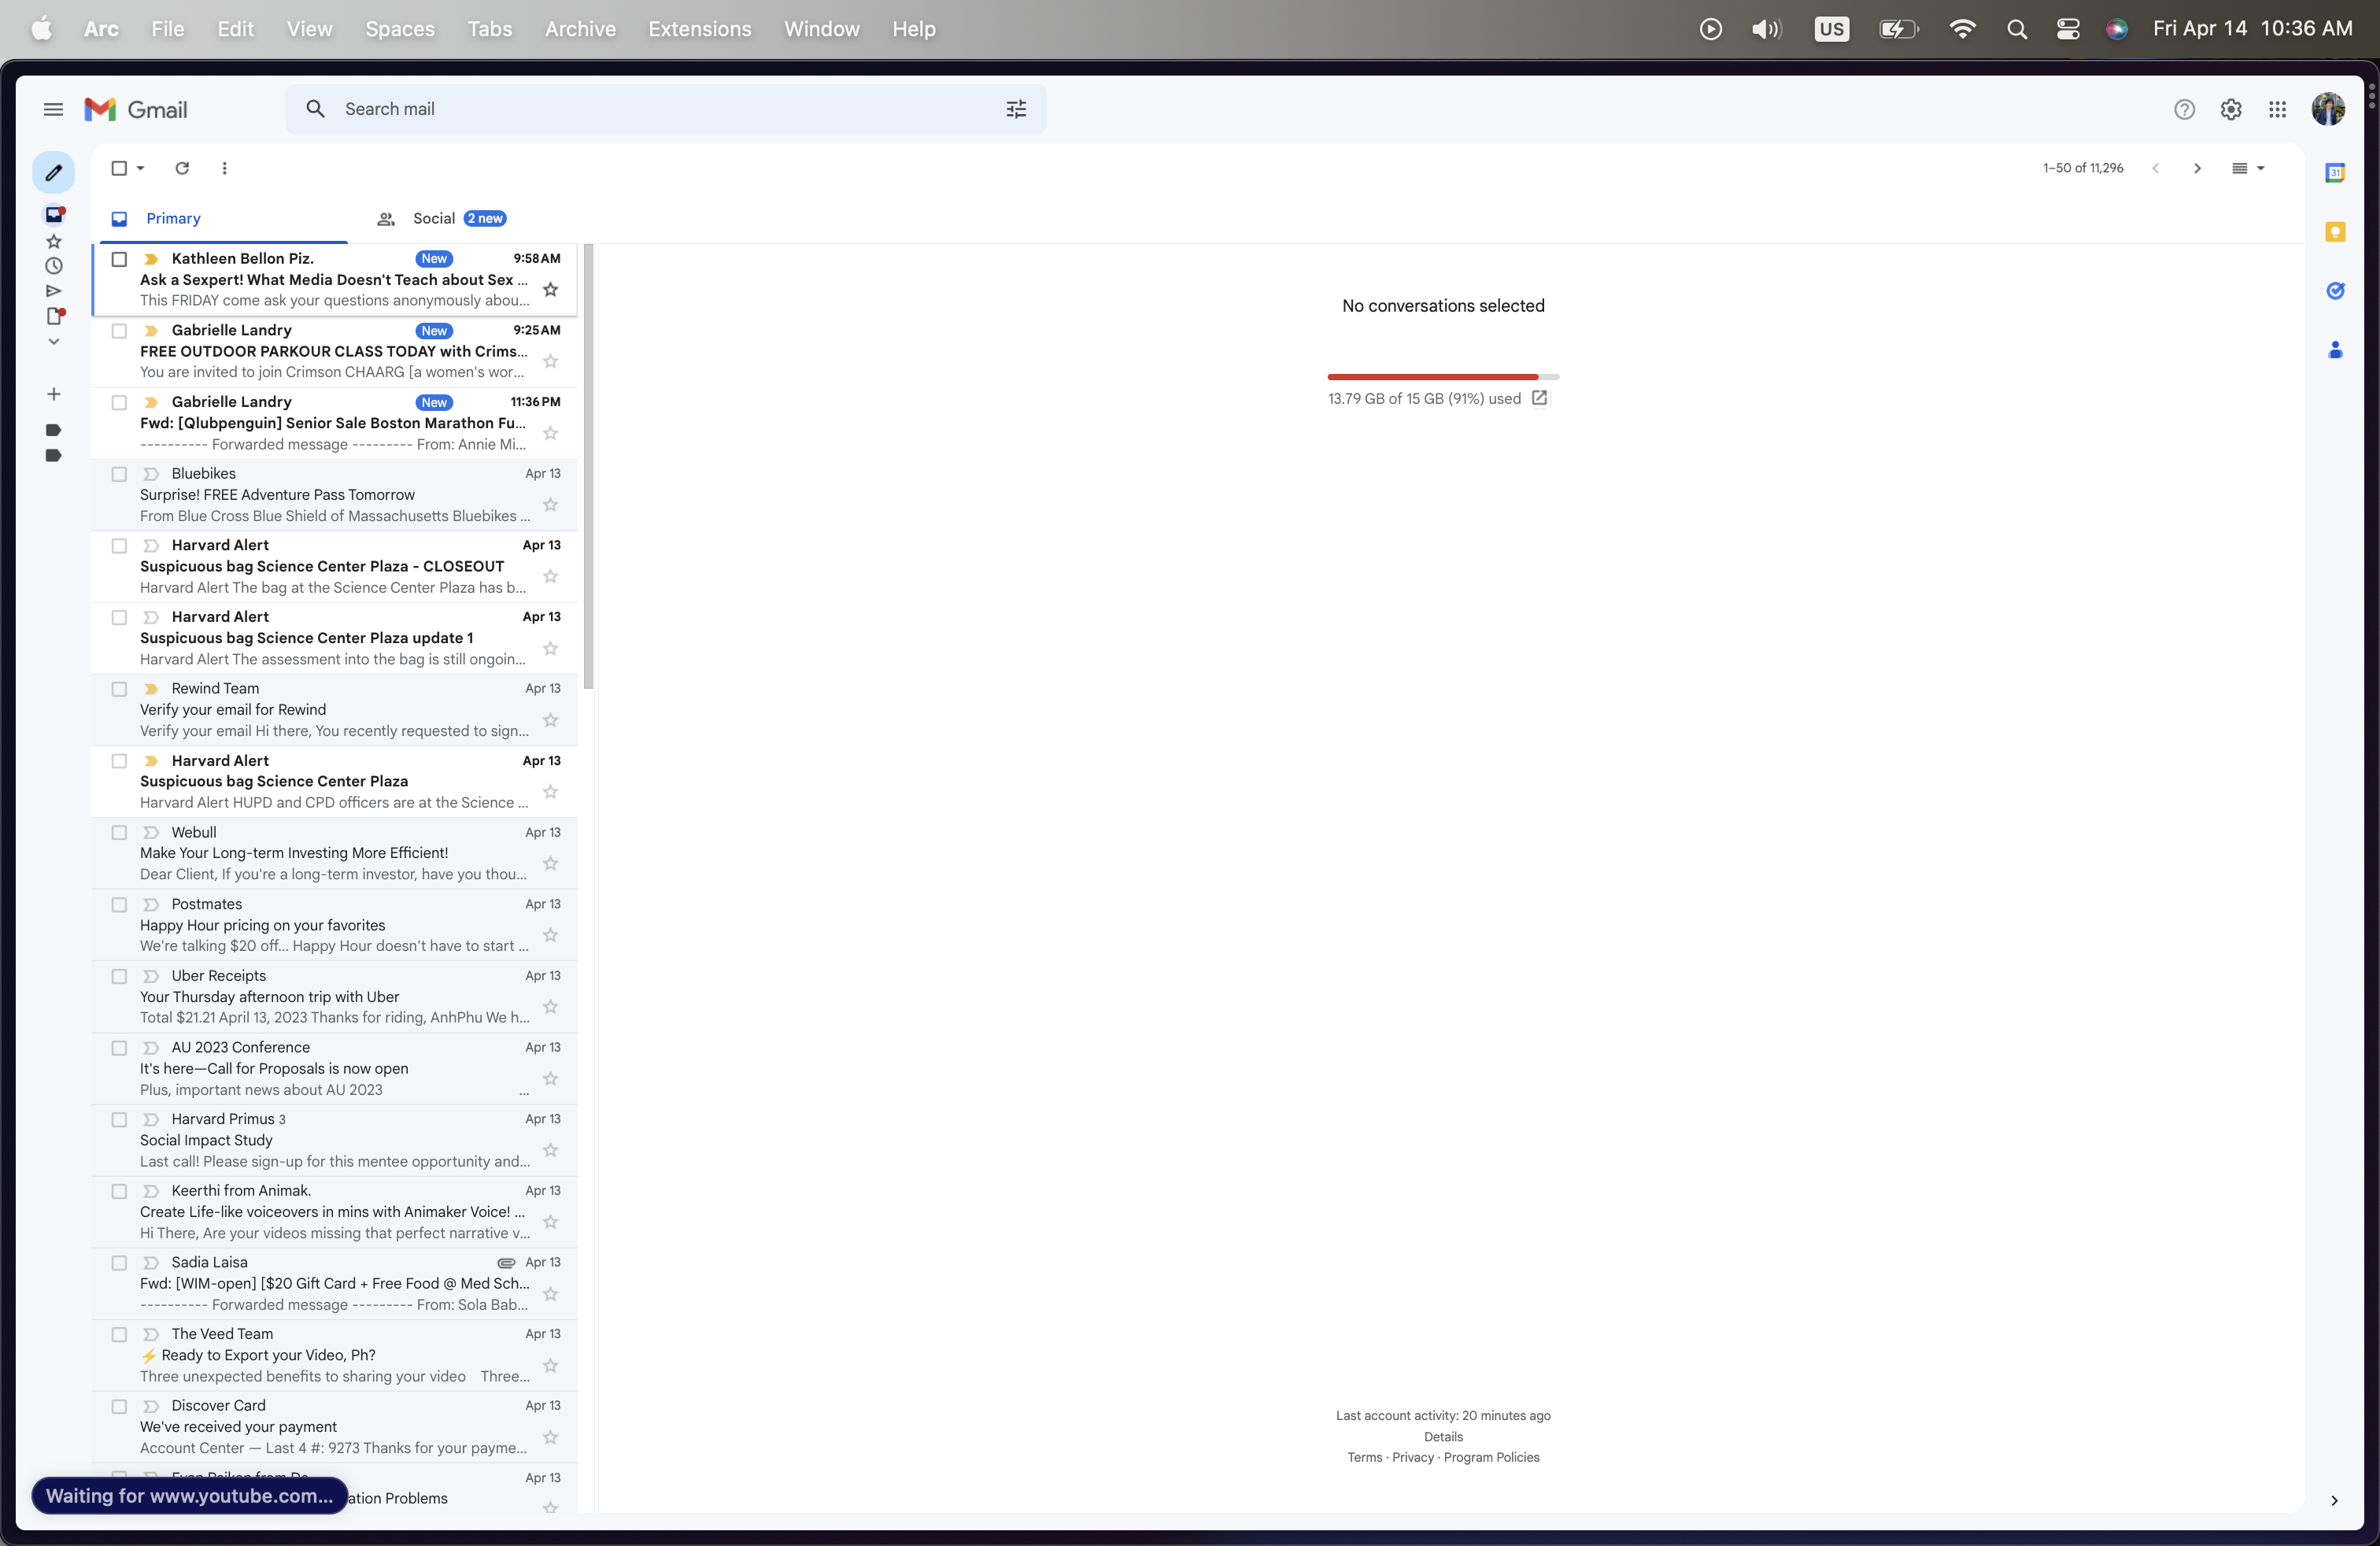 Arc File Edit View Spaces Tabs Archive Extensions Window Help US Fri Apr 14 10:36 AM
Gmail
Search mail
1–50 of 11,296
31
Primary
Social 2 new
Kathleen Bellon Piz. New 9:58 AM
Ask a Sexpert! What Media Doesn't Teach about Sex ...
This FRIDAY come ask your questions anonymously abou...
Gabrielle Landry New 9:25 AM
FREE OUTDOOR PARKOUR CLASS TODAY with Crims...
You are invited to join Crimson CHAARG [a women's wor...
Gabrielle Landry New 11:36 PM
Fwd: [Qlubpenguin] Senior Sale Boston Marathon Fu...
---------- Forwarded message --------- From: Annie Mi...
Bluebikes Apr 13
Surprise! FREE Adventure Pass Tomorrow
From Blue Cross Blue Shield of Massachusetts Bluebikes ...
Harvard Alert Apr 13
Suspicuous bag Science Center Plaza - CLOSEOUT
Harvard Alert The bag at the Science Center Plaza has b...
Harvard Alert Apr 13
Suspicuous bag Science Center Plaza update 1
Harvard Alert The assessment into the bag is still ongoin...
Rewind Team Apr 13
Verify your email for Rewind
Verify your email Hi there, You recently requested to sign...
Harvard Alert Apr 13
Suspicuous bag Science Center Plaza
Harvard Alert HUPD and CPD officers are at the Science ...
Webull Apr 13
Make Your Long-term Investing More Efficient!
Dear Client, If you're a long-term investor, have you thou...
Postmates Apr 13
Happy Hour pricing on your favorites
We're talking $20 off... Happy Hour doesn't have to start ...
Uber Receipts Apr 13
Your Thursday afternoon trip with Uber
Total $21.21 April 13, 2023 Thanks for riding, AnhPhu We h...
AU 2023 Conference Apr 13
It's here—Call for Proposals is now open
Plus, important news about AU 2023 ...
Harvard Primus 3 Apr 13
Social Impact Study
Last call! Please sign-up for this mentee opportunity and...
Keerthi from Animak. Apr 13
Create Life-like voiceovers in mins with Animaker Voice! ...
Hi There, Are your videos missing that perfect narrative v...
Sadia Laisa Apr 13
Fwd: [WIM-open] [$20 Gift Card + Free Food @ Med Sch...
---------- Forwarded message --------- From: Sola Bab...
The Veed Team Apr 13
⚡ Ready to Export your Video, Ph?
Three unexpected benefits to sharing your video Three...
Discover Card Apr 13
We've received your payment
Account Center — Last 4 #: 9273 Thanks for your payme...
Apr 13
ation Problems
Waiting for www.youtube.com...
No conversations selected
13.79 GB of 15 GB (91%) used
Last account activity: 20 minutes ago
Details
Terms · Privacy · Program Policies